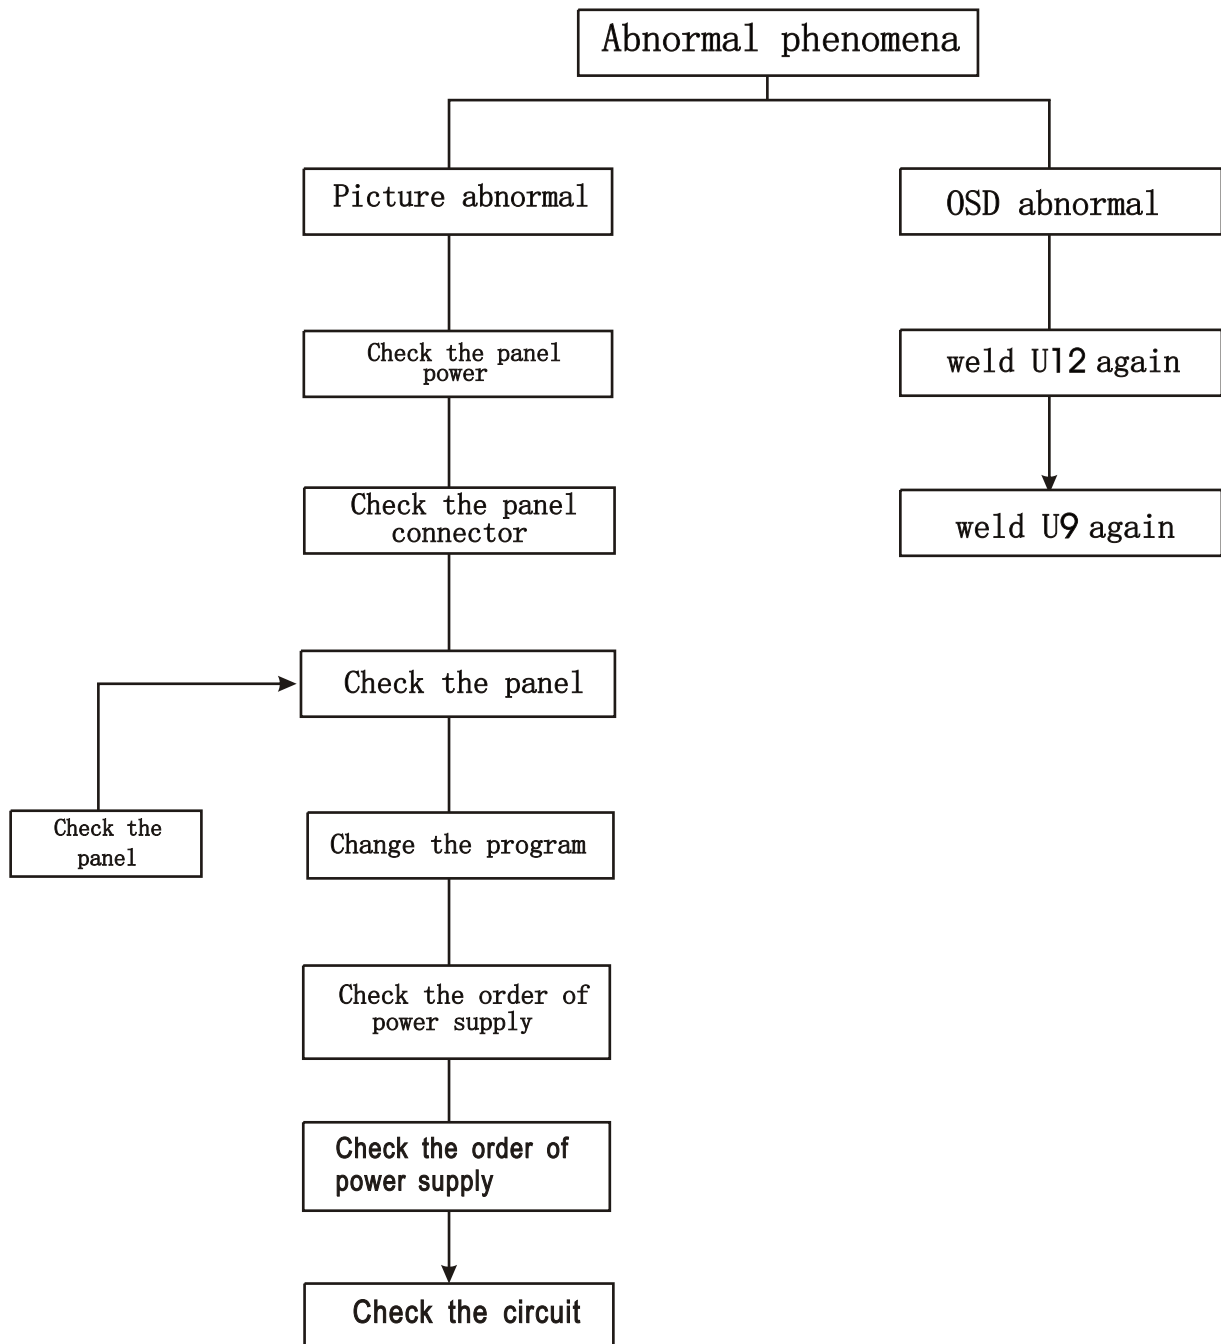 Abnormal phenomena
Picture abnormal
OSD abnormal
Check the panel
power
weld U12 again
Check the panel
connector
weld U9 again
Check the panel
Check the
panel
Change the program
Check the order of
power supply
Check the order of
power supply
Check the circuit